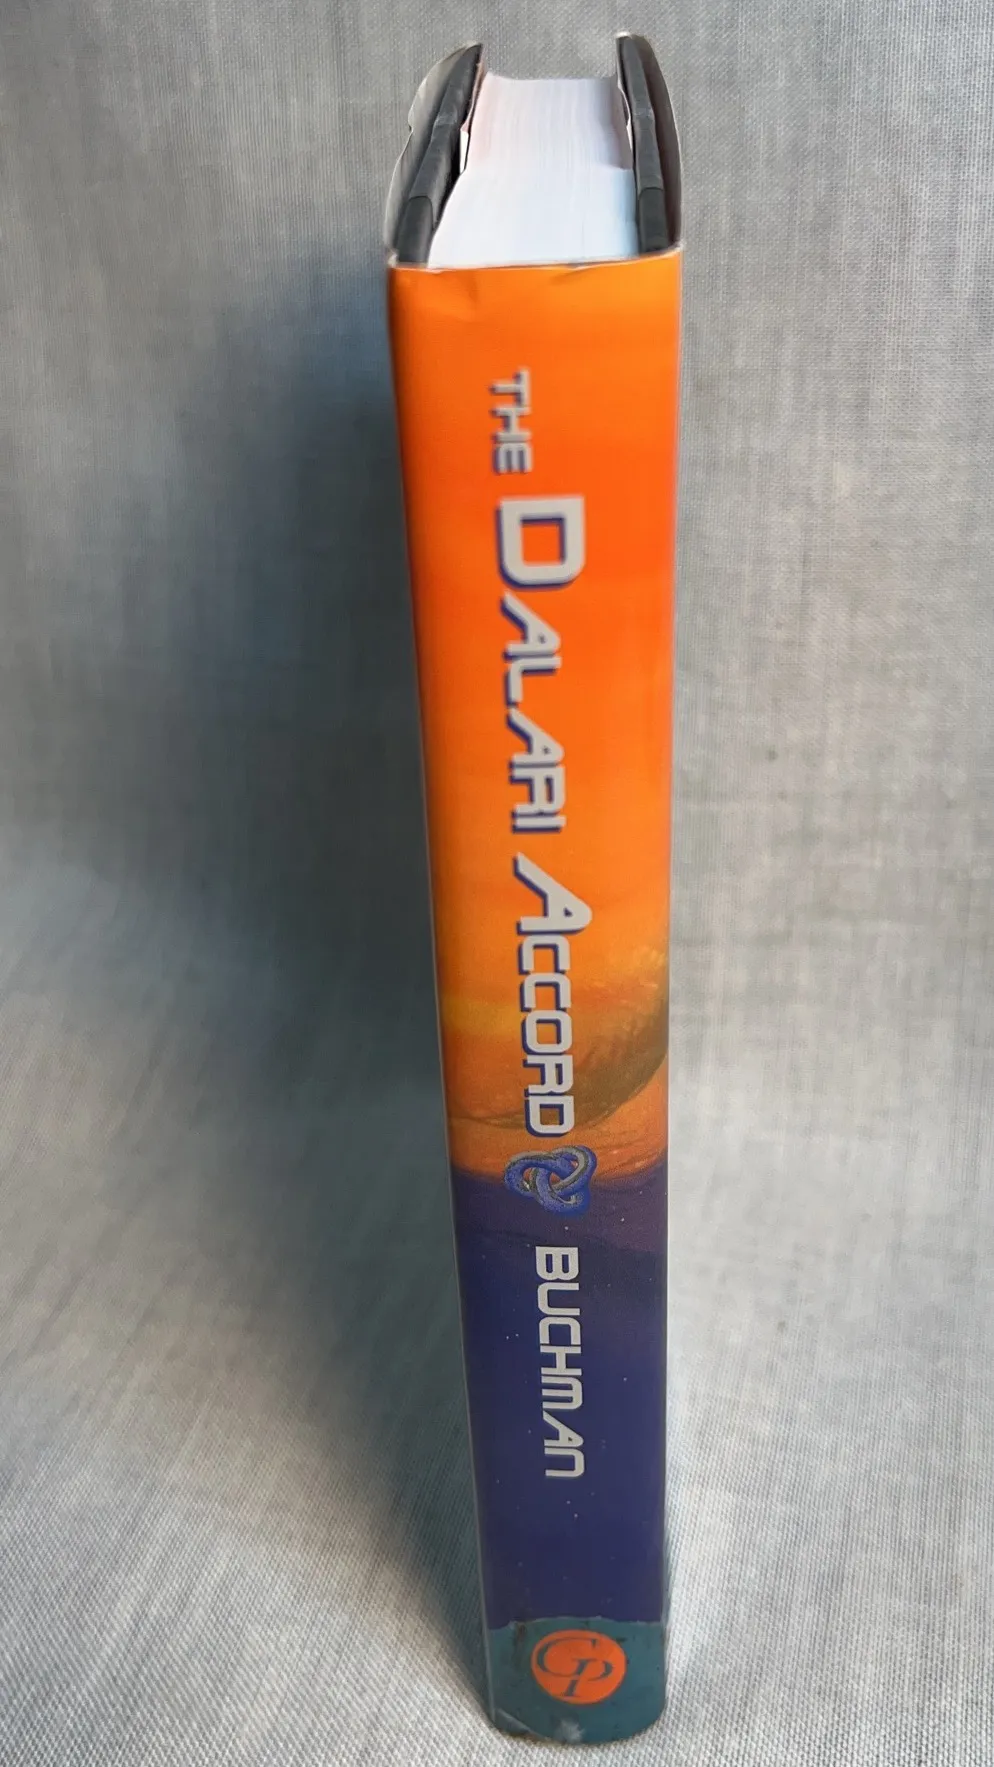 THE DALARI ACCORD
BUCHMAN
CP